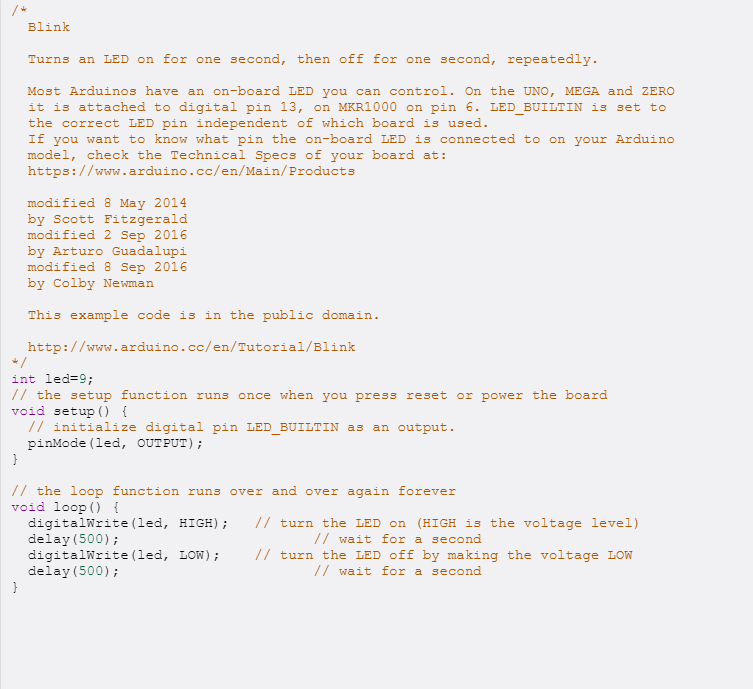 /*
  Blink

  Turns an LED on for one second, then off for one second, repeatedly.

  Most Arduinos have an on-board LED you can control. On the UNO, MEGA and ZERO
  it is attached to digital pin 13, on MKR1000 on pin 6. LED_BUILTIN is set to
  the correct LED pin independent of which board is used.
  If you want to know what pin the on-board LED is connected to on your Arduino
  model, check the Technical Specs of your board at:
  https://www.arduino.cc/en/Main/Products

  modified 8 May 2014
  by Scott Fitzgerald
  modified 2 Sep 2016
  by Arturo Guadalupi
  modified 8 Sep 2016
  by Colby Newman

  This example code is in the public domain.

  http://www.arduino.cc/en/Tutorial/Blink
*/
int led=9;
// the setup function runs once when you press reset or power the board
void setup() {
  // initialize digital pin LED_BUILTIN as an output.
  pinMode(led, OUTPUT);
}

// the loop function runs over and over again forever
void loop() {
  digitalWrite(led, HIGH);   // turn the LED on (HIGH is the voltage level)
  delay(500);                       // wait for a second
  digitalWrite(led, LOW);    // turn the LED off by making the voltage LOW
  delay(500);                       // wait for a second
}